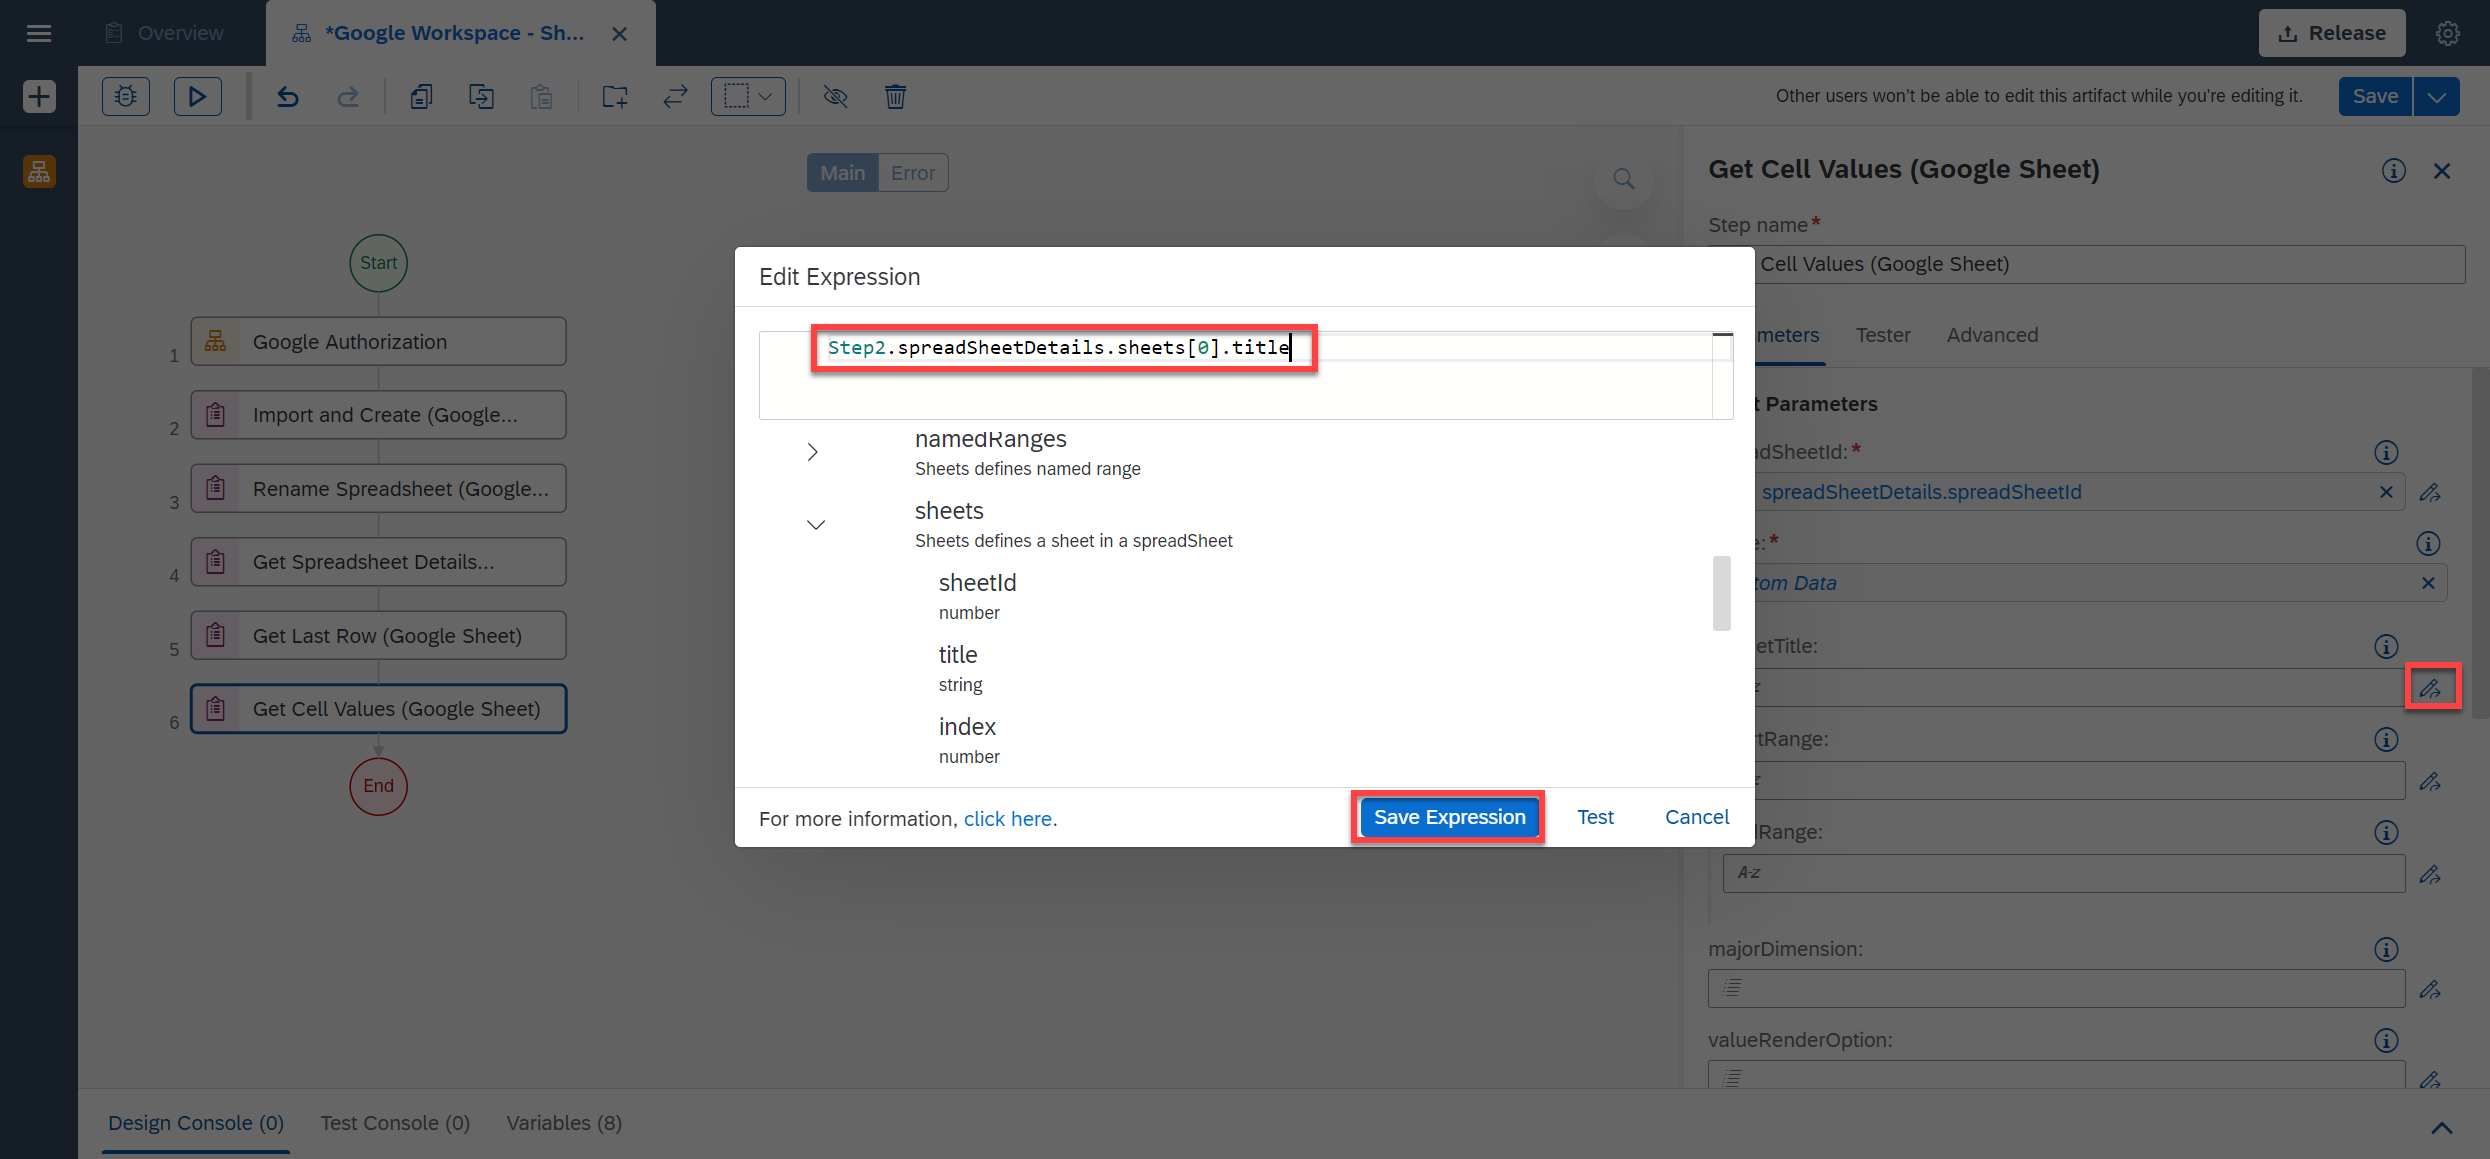 Overview
*Google Workspace - Sh...
Release
Other users won't be able to edit this artifact while you're editing it.
Save
Main
Error
Start
1
Google Authorization
2
Import and Create (Google...
3
Rename Spreadsheet (Google...
4
Get Spreadsheet Details...
5
Get Last Row (Google Sheet)
6
Get Cell Values (Google Sheet)
End
Edit Expression
Step2.spreadSheetDetails.sheets[0].title
namedRanges
Sheets defines named range
sheets
Sheets defines a sheet in a spreadSheet
sheetId
number
title
string
index
number
For more information, click here.
Save Expression
Test
Cancel
Get Cell Values (Google Sheet)
Step name*
Cell Values (Google Sheet)
meters
Tester
Advanced
t Parameters
dSheetId:*
spreadSheetDetails.spreadSheetId
e:*
tom Data
etTitle:
z
tRange:
z
Range:
A-z
majorDimension:
valueRenderOption:
Design Console (0)
Test Console (0)
Variables (8)